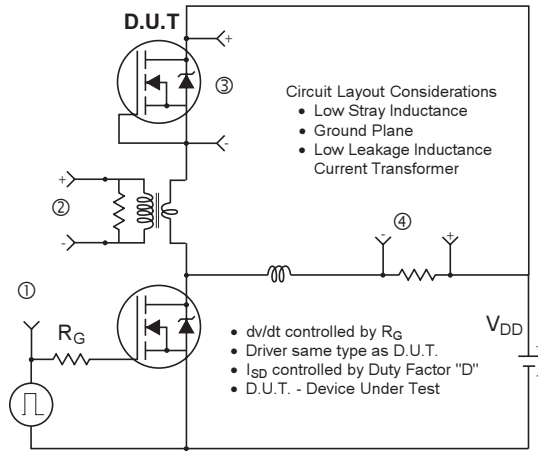 D.U.T
+
③
-
Circuit Layout Considerations
• Low Stray Inductance
• Ground Plane
• Low Leakage Inductance
Current Transformer
+
②
-
④
-
+
①
RG
• dv/dt controlled by RG
• Driver same type as D.U.T.
• ISD controlled by Duty Factor "D"
• D.U.T. - Device Under Test
VDD
+
-